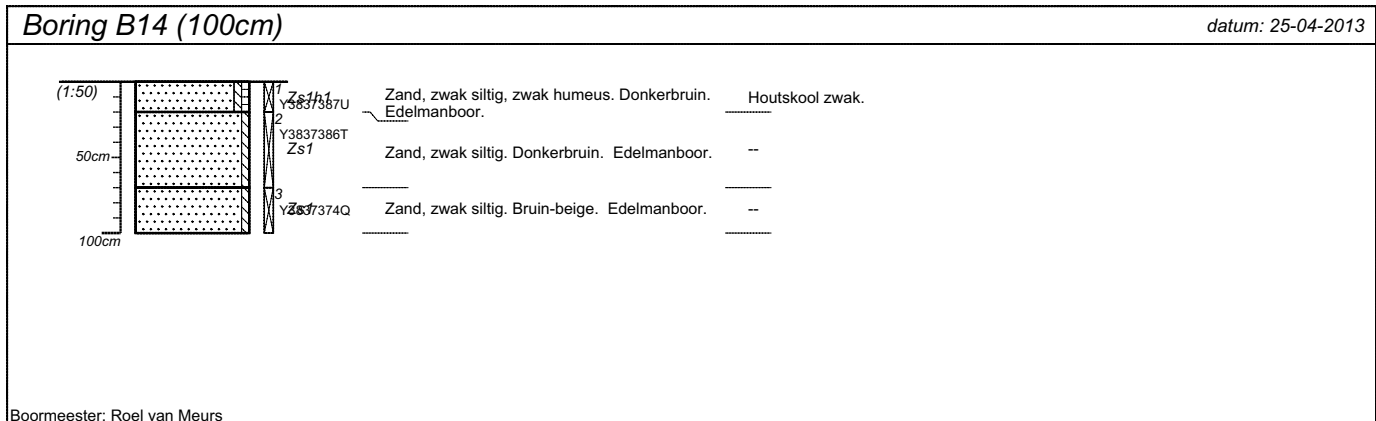 Boring B14 (100cm)
datum: 25-04-2013
(1:50)
1
Zs1h1
Y3837387U
Zand, zwak siltig, zwak humeus. Donkerbruin.
Edelmanboor.
Houtskool zwak.
2
Y3837386T
50cm
Zs1
Zand, zwak siltig. Donkerbruin. Edelmanboor.
--
3
Zs1
Y3837374Q
Zand, zwak siltig. Bruin-beige. Edelmanboor.
--
100cm
Boormeester: Roel van Meurs